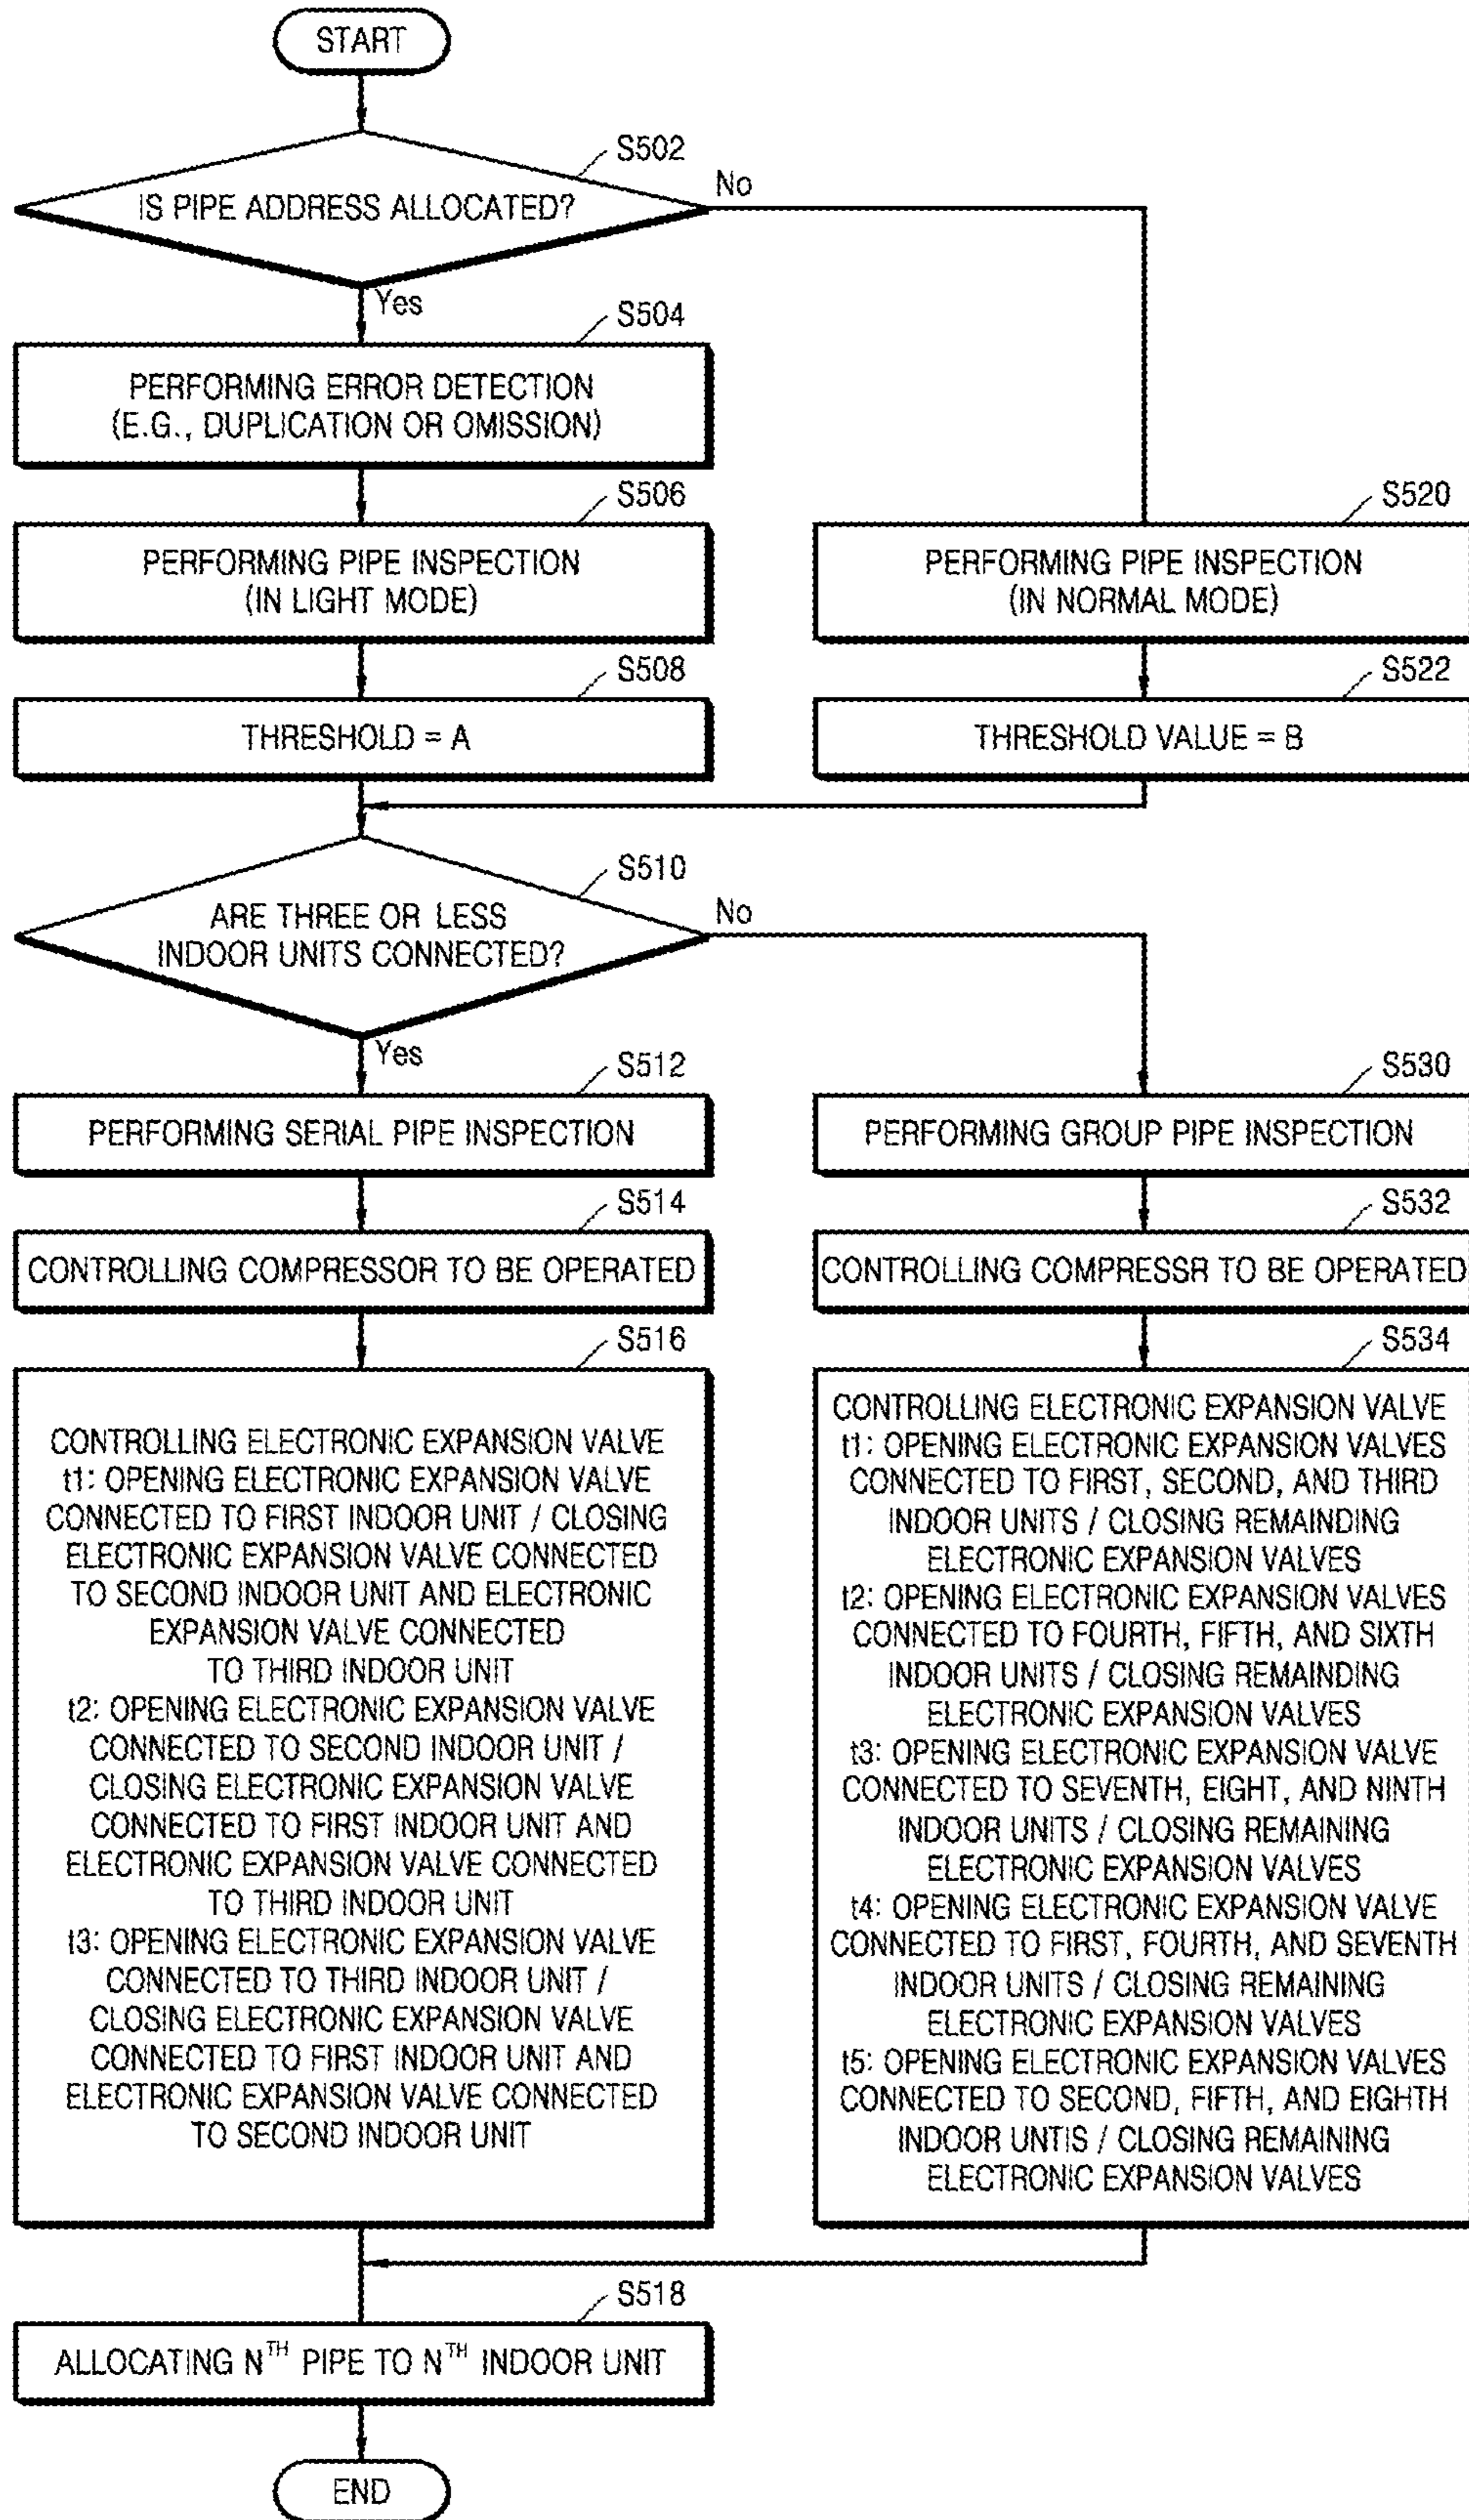 START
S502
IS PIPE ADDRESS ALLOCATED?
No
Yes
S504
PERFORMING ERROR DETECTION
(E.G., DUPLICATION OR OMISSION)
S506
PERFORMING PIPE INSPECTION
(IN LIGHT MODE)
S520
PERFORMING PIPE INSPECTION
(IN NORMAL MODE)
S508
THRESHOLD = A
S522
THRESHOLD VALUE = B
S510
ARE THREE OR LESS
INDOOR UNITS CONNECTED?
No
Yes
S512
PERFORMING SERIAL PIPE INSPECTION
S530
PERFORMING GROUP PIPE INSPECTION
S514
CONTROLLING COMPRESSOR TO BE OPERATED
S532
CONTROLLING COMPRESSR TO BE OPERATED
S516
CONTROLLING ELECTRONIC EXPANSION VALVE
t1: OPENING ELECTRONIC EXPANSION VALVE
CONNECTED TO FIRST INDOOR UNIT / CLOSING
ELECTRONIC EXPANSION VALVE CONNECTED
TO SECOND INDOOR UNIT AND ELECTRONIC
EXPANSION VALVE CONNECTED
TO THIRD INDOOR UNIT
t2: OPENING ELECTRONIC EXPANSION VALVE
CONNECTED TO SECOND INDOOR UNIT /
CLOSING ELECTRONIC EXPANSION VALVE
CONNECTED TO FIRST INDOOR UNIT AND
ELECTRONIC EXPANSION VALVE CONNECTED
TO THIRD INDOOR UNIT
t3: OPENING ELECTRONIC EXPANSION VALVE
CONNECTED TO THIRD INDOOR UNIT /
CLOSING ELECTRONIC EXPANSION VALVE
CONNECTED TO FIRST INDOOR UNIT AND
ELECTRONIC EXPANSION VALVE CONNECTED
TO SECOND INDOOR UNIT
S534
CONTROLLING ELECTRONIC EXPANSION VALVE
t1: OPENING ELECTRONIC EXPANSION VALVES
CONNECTED TO FIRST, SECOND, AND THIRD
INDOOR UNITS / CLOSING REMAINDING
ELECTRONIC EXPANSION VALVES
t2: OPENING ELECTRONIC EXPANSION VALVES
CONNECTED TO FOURTH, FIFTH, AND SIXTH
INDOOR UNITS / CLOSING REMAINDING
ELECTRONIC EXPANSION VALVES
t3: OPENING ELECTRONIC EXPANSION VALVE
CONNECTED TO SEVENTH, EIGHT, AND NINTH
INDOOR UNITS / CLOSING REMAINING
ELECTRONIC EXPANSION VALVES
t4: OPENING ELECTRONIC EXPANSION VALVE
CONNECTED TO FIRST, FOURTH, AND SEVENTH
INDOOR UNITS / CLOSING REMAINING
ELECTRONIC EXPANSION VALVES
t5: OPENING ELECTRONIC EXPANSION VALVES
CONNECTED TO SECOND, FIFTH, AND EIGHTH
INDOOR UNTIS / CLOSING REMAINING
ELECTRONIC EXPANSION VALVES
S518
ALLOCATING Nᵀᴴ PIPE TO Nᵀᴴ INDOOR UNIT
END